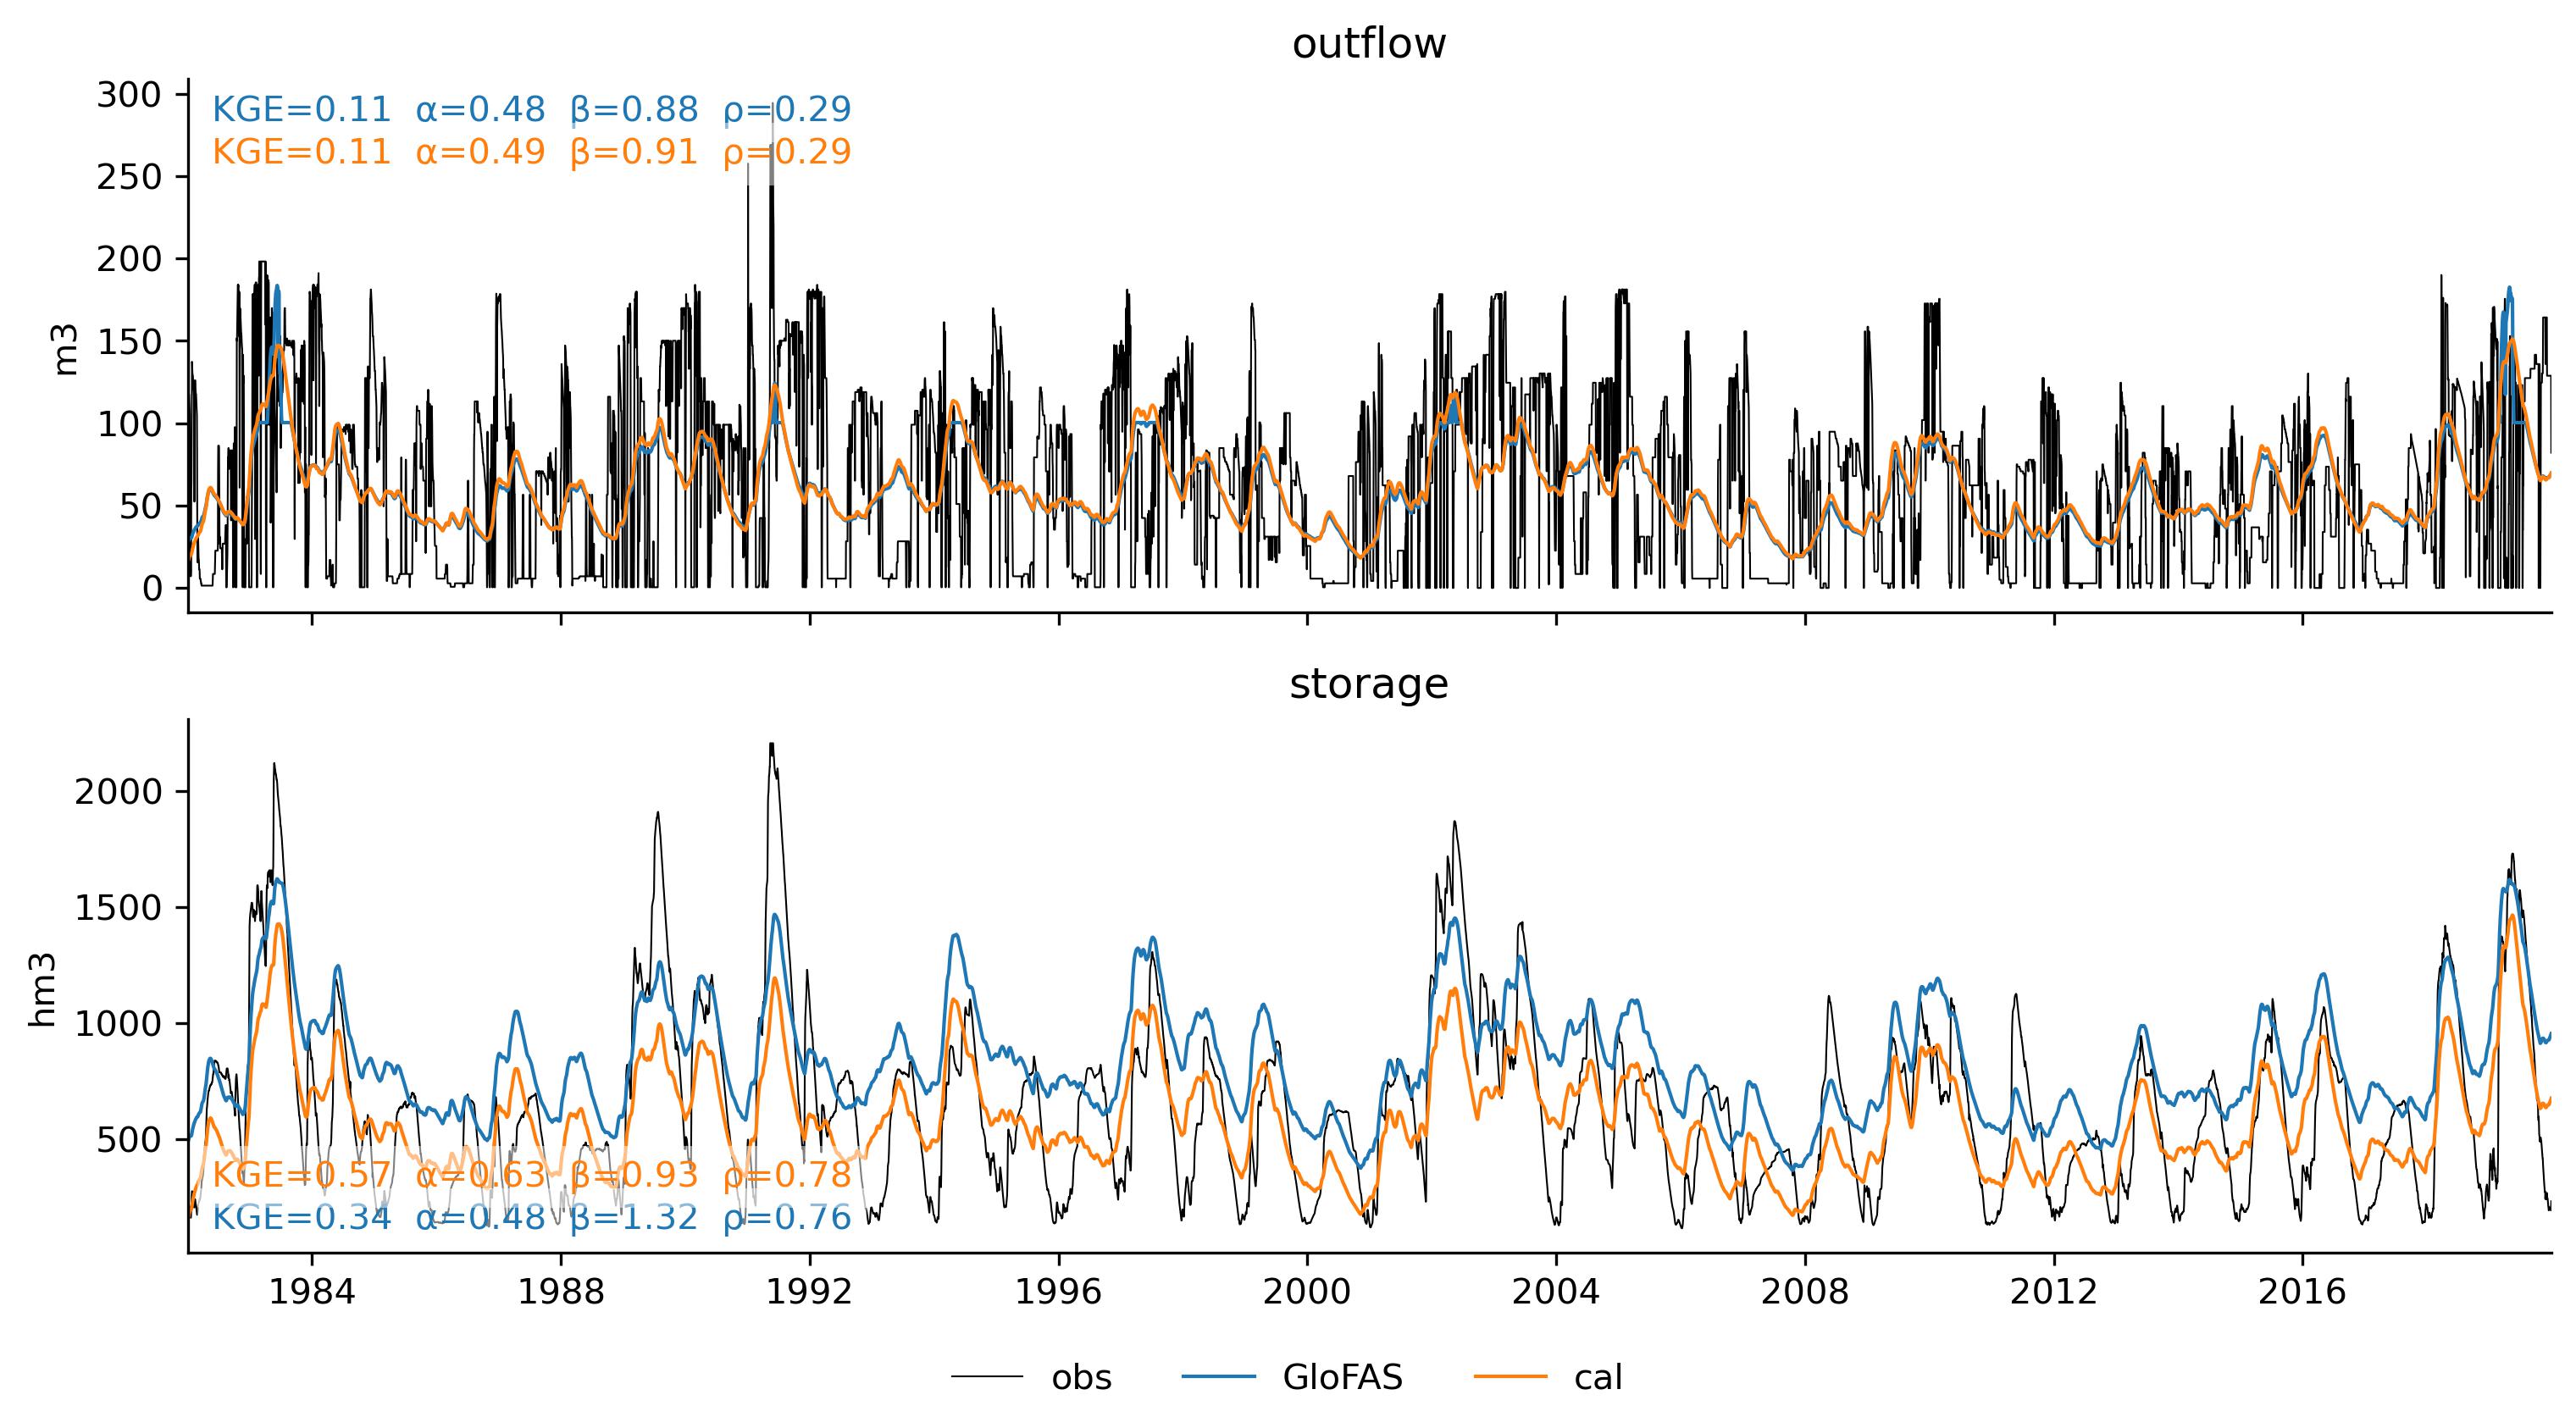 outflow
KGE=0.11 α=0.48 β=0.88 ρ=0.29
KGE=0.11 α=0.49 β=0.91 ρ=0.29
300
250
200
150
100
50
0
m3
storage
2000
1500
1000
500
hm3
KGE=0.57 α=0.63 β=0.93 ρ=0.78
KGE=0.34 α=0.48 β=1.32 ρ=0.76
1984 1988 1992 1996 2000 2004 2008 2012 2016
obs GloFAS cal